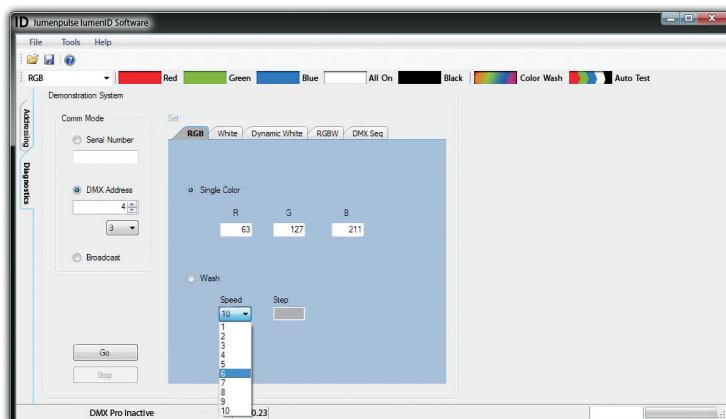 ID lumenpulse lumenID Software
File Tools Help
RGB Red Green Blue All On Black Color Wash Auto Test
Addressing
Diagnostics
Demonstration System
Comm Mode
Serial Number
DMX Address
4
3
Broadcast
Go
Stop
Set
RGB White Dynamic White RGBW DMX Seq
Single Color
R G B
63 127 211
Wash
Speed Step
10
1
2
3
4
5
6
7
8
9
10
DMX Pro Inactive 0.23